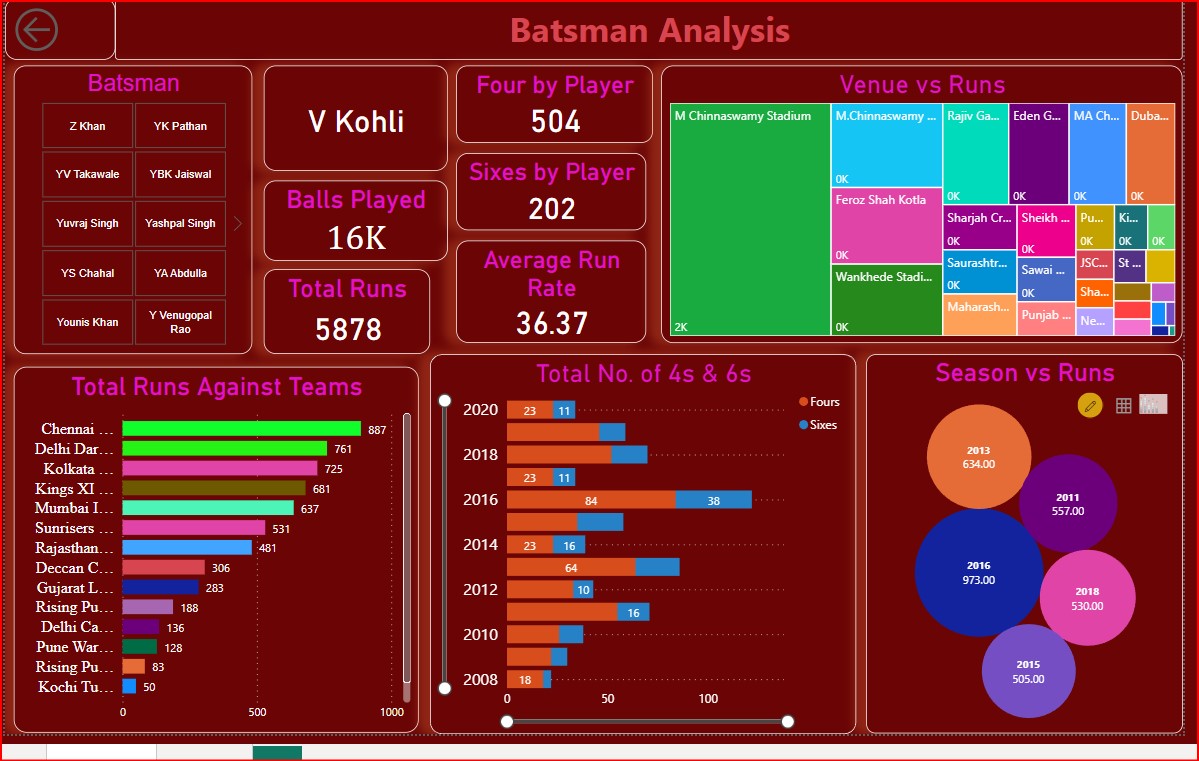 Batsman Analysis
Batsman
Z Khan
YK Pathan
YV Takawale
YBK Jaiswal
Yuvraj Singh
Yashpal Singh
YS Chahal
YA Abdulla
Younis Khan
Y Venugopal
Rao
V Kohli
Balls Played
16K
Total Runs
5878
Four by Player
504
Sixes by Player
202
Average Run
Rate
36.37
Venue vs Runs
M Chinnaswamy Stadium
2K
M.Chinnaswamy ...
0K
Feroz Shah Kotla
0K
Wankhede Stadi...
0K
Rajiv Ga...
0K
Eden G...
0K
MA Ch...
0K
Duba...
0K
Sharjah Cr...
0K
Saurashtr...
0K
Maharash...
Sheikh ...
0K
Sawai ...
0K
Punjab ...
Pu...
0K
Ki...
0K
0K
JSC...
St ...
Sha...
Ne...
Total Runs Against Teams
Chennai ...
887
Delhi Dar...
761
Kolkata ...
725
Kings XI ...
681
Mumbai I...
637
Sunrisers ...
531
Rajasthan...
481
Deccan C...
306
Gujarat L...
283
Rising Pu...
188
Delhi Ca...
136
Pune War...
128
Rising Pu...
83
Kochi Tu...
50
0 500 1000
Total No. of 4s & 6s
Fours
Sixes
2020 23 11
2018
23 11
2016 84 38
2014 23 16
64
2012 10
16
2010
2008 18
0 50 100
Season vs Runs
2013
634.00
2011
557.00
2016
973.00
2018
530.00
2015
505.00